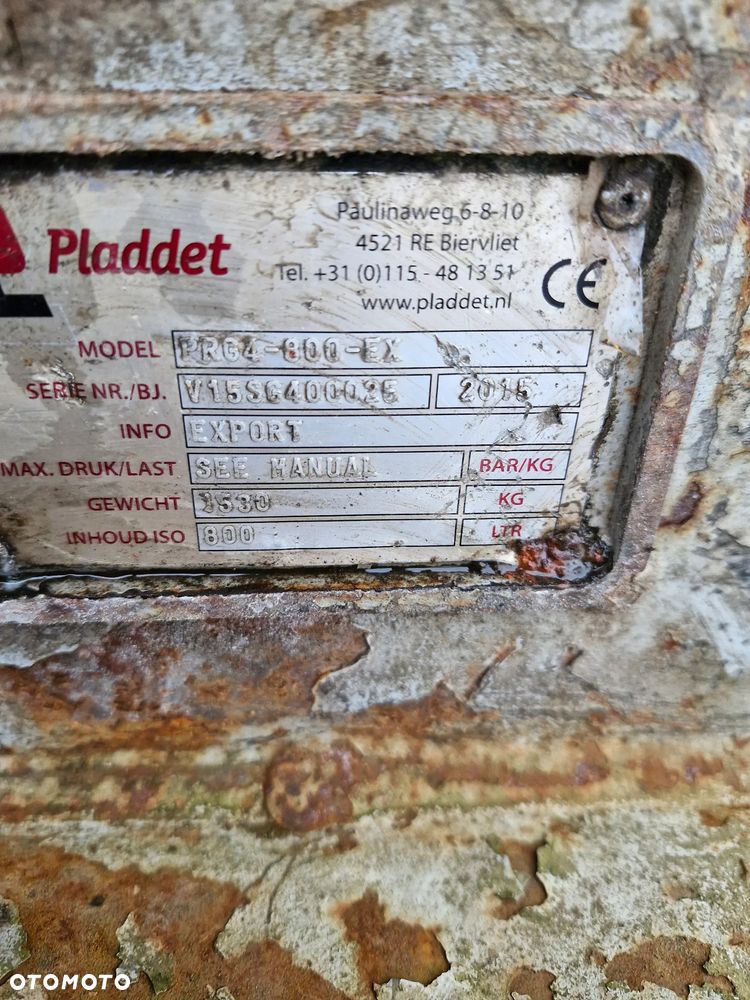 Pladdet
Paulinaweg 6-8-10
4521 RE Biervliet
Tel. +31 (0)115 - 48 13 51
www.pladdet.nl
CE
MODEL PRG4-800-EX
SERIE NR./BJ. V15SG400025 2015
INFO EXPORT
MAX. DRUK/LAST SEE MANUAL BAR/KG
GEWICHT 1530 KG
INHOUD ISO 800 LTR
OTOMOTO